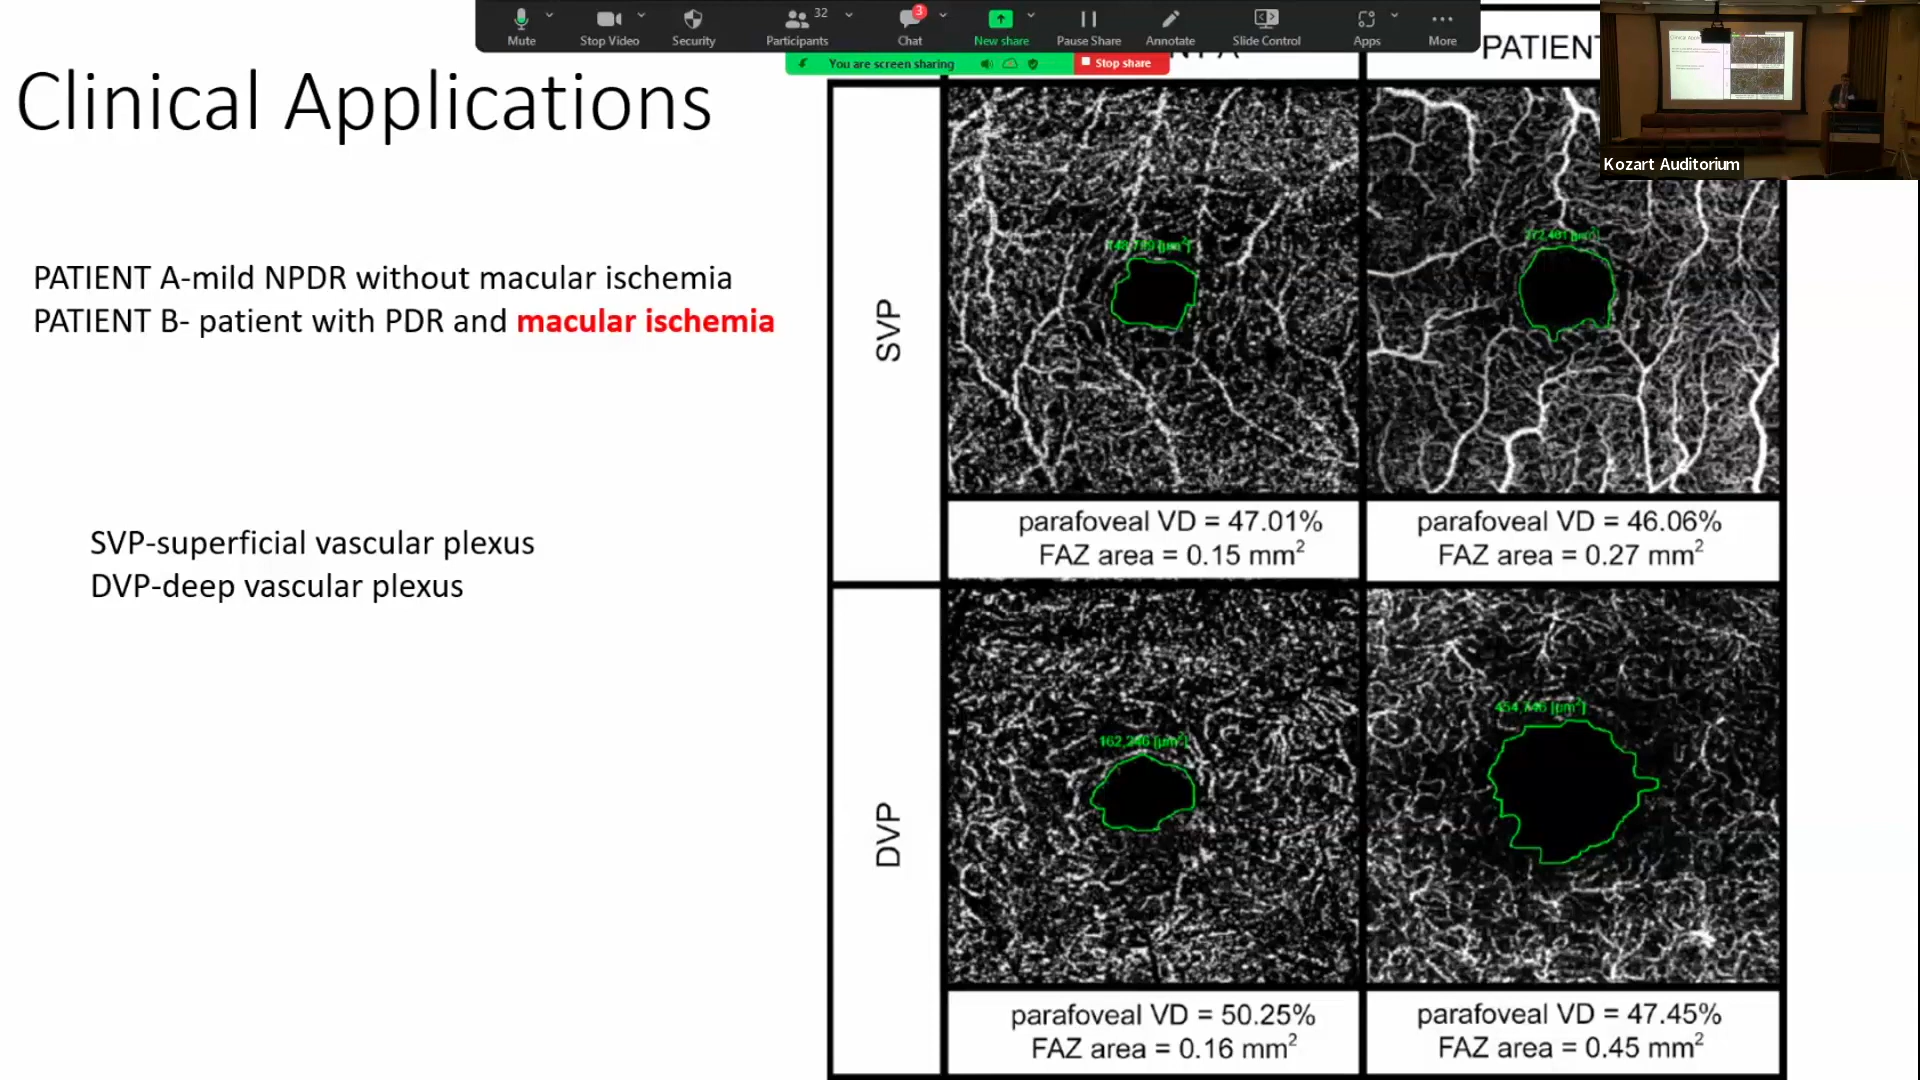 Mute
Stop Video
Security
Participants
32
Chat
3
New share
Pause Share
Annotate
Slide Control
Apps
More
You are screen sharing
Stop share
PATIENT
Kozart Auditorium
Clinical Applications
PATIENT A-mild NPDR without macular ischemia
PATIENT B- patient with PDR and macular ischemia
SVP-superficial vascular plexus
DVP-deep vascular plexus
SVP
parafoveal VD = 47.01%
FAZ area = 0.15 mm²
parafoveal VD = 46.06%
FAZ area = 0.27 mm²
DVP
parafoveal VD = 50.25%
FAZ area = 0.16 mm²
parafoveal VD = 47.45%
FAZ area = 0.45 mm²